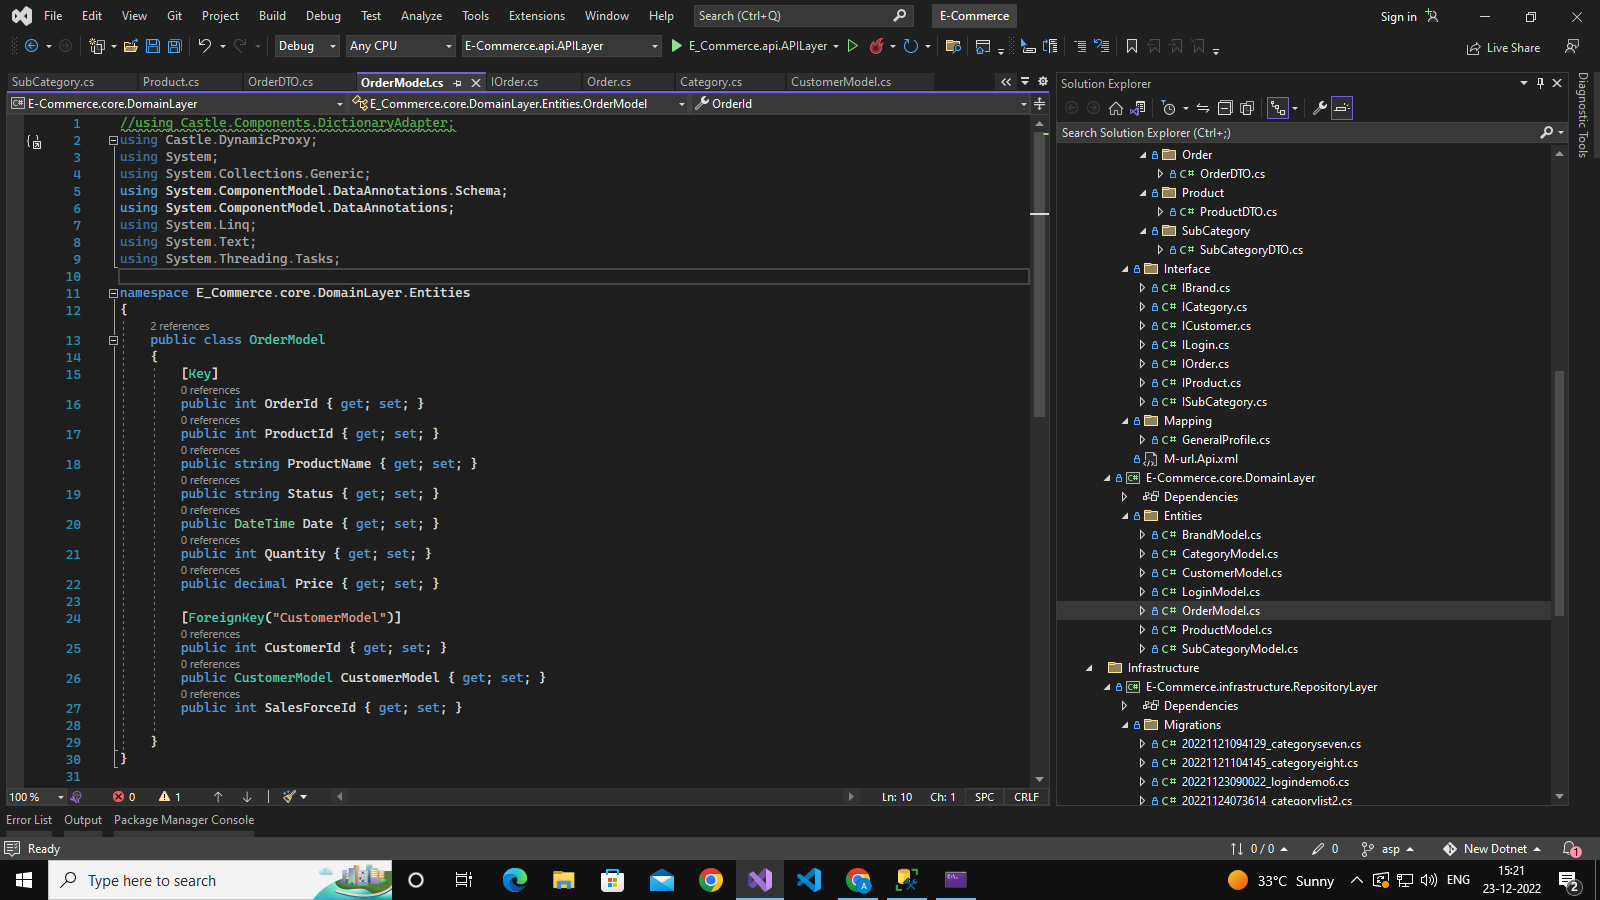 File Edit View Git Project Build Debug Test Analyze Tools Extensions Window Help Search (Ctrl+Q) E-Commerce Sign in
Debug Any CPU E-Commerce.api.APILayer E_Commerce.api.APILayer Live Share
SubCategory.cs Product.cs OrderDTO.cs OrderModel.cs IOrder.cs Order.cs Category.cs CustomerModel.cs
E-Commerce.core.DomainLayer E_Commerce.core.DomainLayer.Entities.OrderModel OrderId
1 //using Castle.Components.DictionaryAdapter;
2 using Castle.DynamicProxy;
3 using System;
4 using System.Collections.Generic;
5 using System.ComponentModel.DataAnnotations.Schema;
6 using System.ComponentModel.DataAnnotations;
7 using System.Linq;
8 using System.Text;
9 using System.Threading.Tasks;
10
11 namespace E_Commerce.core.DomainLayer.Entities
12 {
2 references
13 public class OrderModel
14 {
15 [Key]
0 references
16 public int OrderId { get; set; }
0 references
17 public int ProductId { get; set; }
0 references
18 public string ProductName { get; set; }
0 references
19 public string Status { get; set; }
0 references
20 public DateTime Date { get; set; }
0 references
21 public int Quantity { get; set; }
0 references
22 public decimal Price { get; set; }
23
24 [ForeignKey("CustomerModel")]
0 references
25 public int CustomerId { get; set; }
0 references
26 public CustomerModel CustomerModel { get; set; }
0 references
27 public int SalesForceId { get; set; }
28
29 }
30 }
31
100 % 0 1 Ln: 10 Ch: 1 SPC CRLF
Solution Explorer
Search Solution Explorer (Ctrl+;)
Order
C# OrderDTO.cs
Product
C# ProductDTO.cs
SubCategory
C# SubCategoryDTO.cs
Interface
C# IBrand.cs
C# ICategory.cs
C# ICustomer.cs
C# ILogin.cs
C# IOrder.cs
C# IProduct.cs
C# ISubCategory.cs
Mapping
C# GeneralProfile.cs
M-url.Api.xml
C# E-Commerce.core.DomainLayer
Dependencies
Entities
C# BrandModel.cs
C# CategoryModel.cs
C# CustomerModel.cs
C# LoginModel.cs
C# OrderModel.cs
C# ProductModel.cs
C# SubCategoryModel.cs
Infrastructure
C# E-Commerce.infrastructure.RepositoryLayer
Dependencies
Migrations
C# 20221121094129_categoryseven.cs
C# 20221121104145_categoryeight.cs
C# 20221123090022_logindemo6.cs
C# 20221124073614_categorylist2.cs
Diagnostic Tools
Error List Output Package Manager Console
Ready 0 / 0 0 asp New Dotnet 1
Type here to search 33°C Sunny ENG 15:21
23-12-2022 2